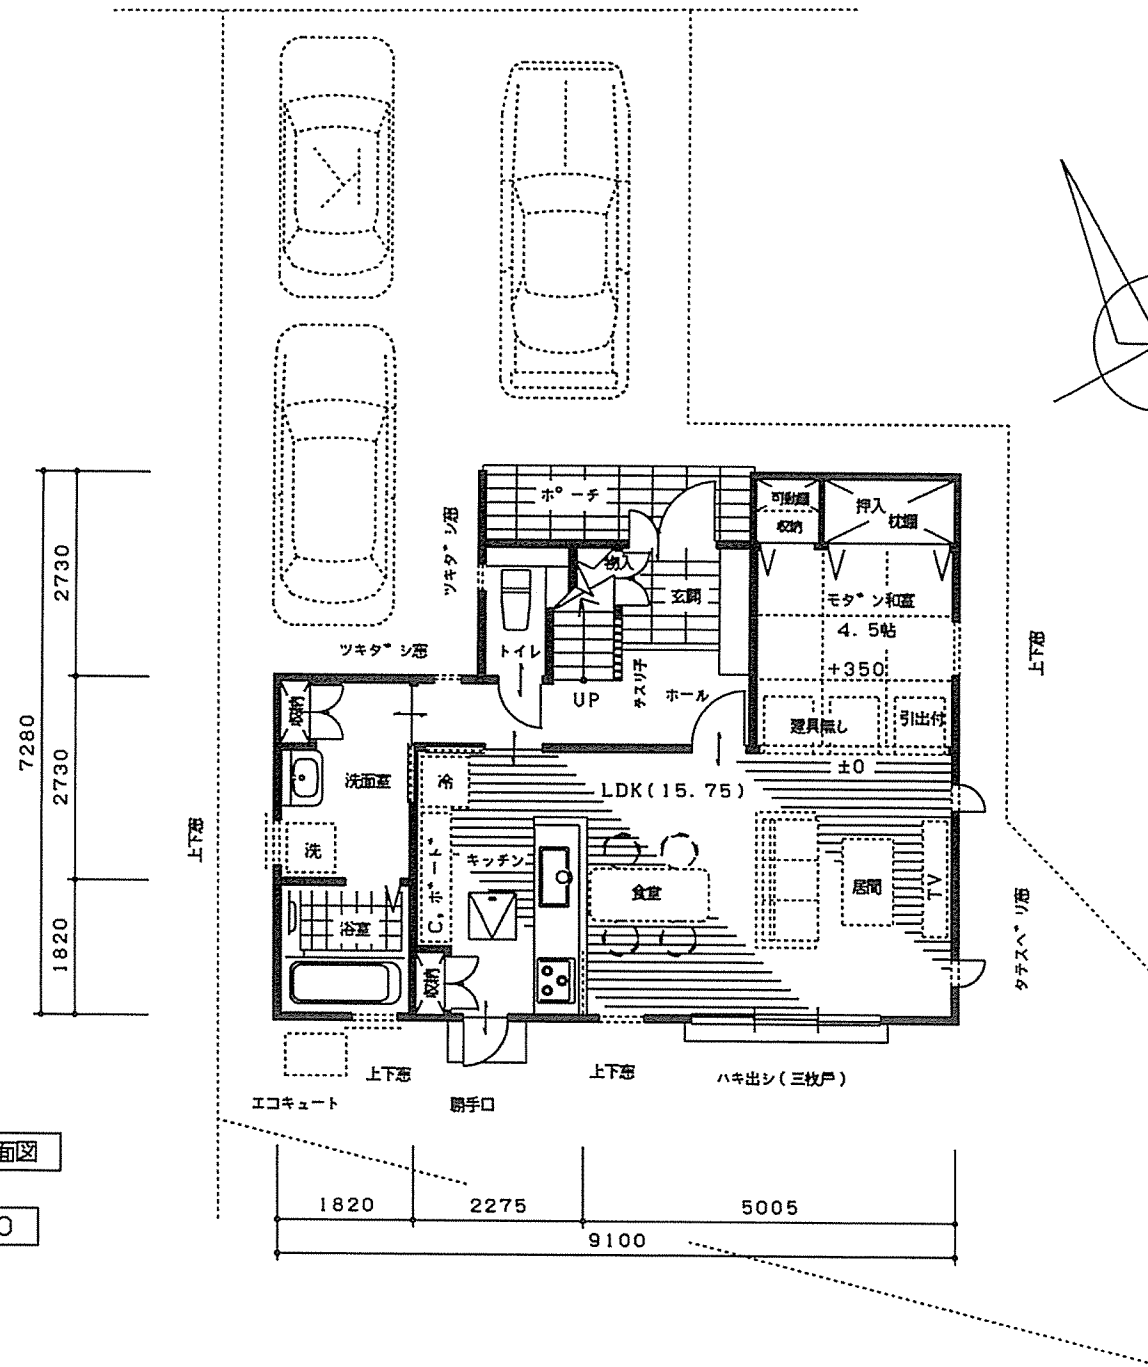 ポーチ
可動棚
収納
押入
枕棚
ツキダシ窓
物入
玄関
モダン和室
4.5帖
+350
上下窓
トイレ
ツキダシ窓
UP
テスリ子
ホール
収納
建具無し
引出付
±0
2730
7280
2730
1820
洗面室
冷
LDK(15.75)
上下窓
洗
キッチン
C,ボード
食堂
居間
TV
浴室
収納
タテスベリ窓
上下窓
上下窓
ハキ出シ(三枚戸)
エコキュート
勝手口
面図
1820
2275
5005
9100